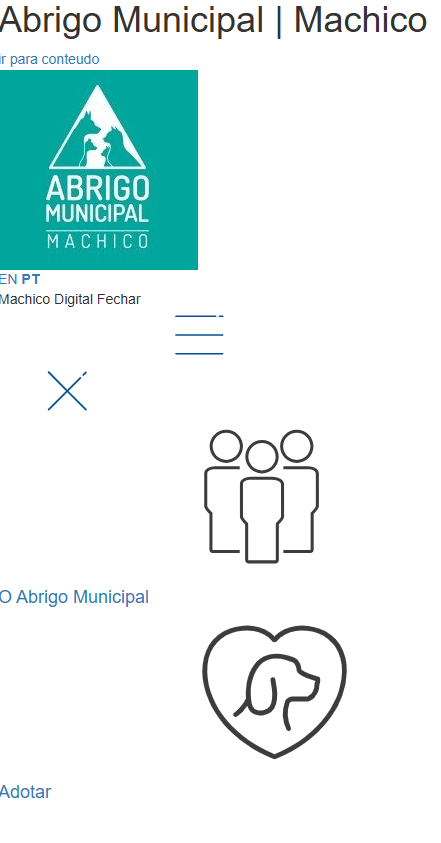 Abrigo Municipal | Machico
ir para conteudo
ABRIGO
MUNICIPAL
MACHICO
EN PT
Machico Digital Fechar
O Abrigo Municipal
Adotar